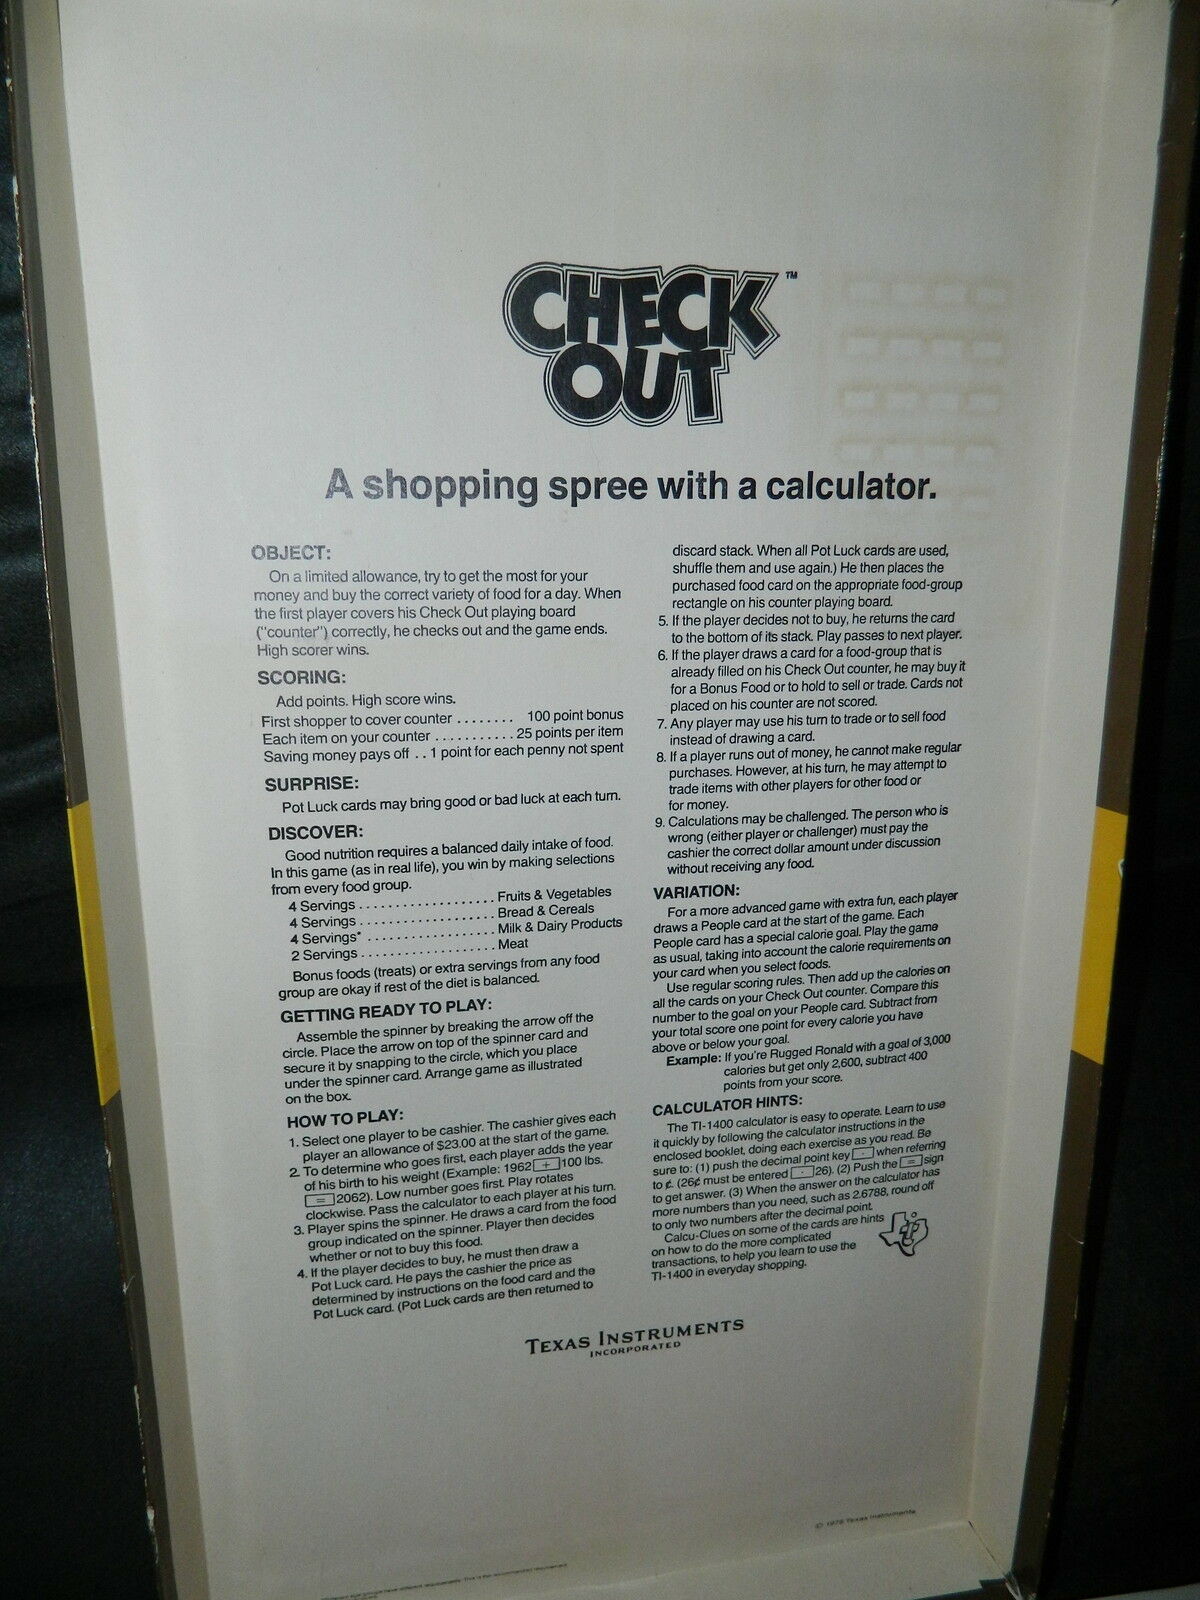 CHECK
OUT™
A shopping spree with a calculator.
OBJECT:
On a limited allowance, try to get the most for your
money and buy the correct variety of food for a day. When
the first player covers his Check Out playing board
("counter") correctly, he checks out and the game ends.
High scorer wins.
SCORING:
Add points. High score wins.
First shopper to cover counter ........ 100 point bonus
Each item on your counter ........... 25 points per item
Saving money pays off .. 1 point for each penny not spent
SURPRISE:
Pot Luck cards may bring good or bad luck at each turn.
DISCOVER:
Good nutrition requires a balanced daily intake of food.
In this game (as in real life), you win by making selections
from every food group.
4 Servings ................... Fruits & Vegetables
4 Servings ................... Bread & Cereals
4 Servings* .................. Milk & Dairy Products
2 Servings ................... Meat
Bonus foods (treats) or extra servings from any food
group are okay if rest of the diet is balanced.
GETTING READY TO PLAY:
Assemble the spinner by breaking the arrow off the
circle. Place the arrow on top of the spinner card and
secure it by snapping to the circle, which you place
under the spinner card. Arrange game as illustrated
on the box.
HOW TO PLAY:
1. Select one player to be cashier. The cashier gives each
player an allowance of $23.00 at the start of the game.
2. To determine who goes first, each player adds the year
of his birth to his weight (Example: 1962 + 100 lbs.
= 2062). Low number goes first. Play rotates
clockwise. Pass the calculator to each player at his turn.
3. Player spins the spinner. He draws a card from the food
group indicated on the spinner. Player then decides
whether or not to buy this food.
4. If the player decides to buy, he must then draw a
Pot Luck card. He pays the cashier the price as
determined by instructions on the food card and the
Pot Luck card. (Pot Luck cards are then returned to
discard stack. When all Pot Luck cards are used,
shuffle them and use again.) He then places the
purchased food card on the appropriate food-group
rectangle on his counter playing board.
5. If the player decides not to buy, he returns the card
to the bottom of its stack. Play passes to next player.
6. If the player draws a card for a food-group that is
already filled on his Check Out counter, he may buy it
for a Bonus Food or to hold to sell or trade. Cards not
placed on his counter are not scored.
7. Any player may use his turn to trade or to sell food
instead of drawing a card.
8. If a player runs out of money, he cannot make regular
purchases. However, at his turn, he may attempt to
trade items with other players for other food or
for money.
9. Calculations may be challenged. The person who is
wrong (either player or challenger) must pay the
cashier the correct dollar amount under discussion
without receiving any food.
VARIATION:
For a more advanced game with extra fun, each player
draws a People card at the start of the game. Each
People card has a special calorie goal. Play the game
as usual, taking into account the calorie requirements on
your card when you select foods.
Use regular scoring rules. Then add up the calories on
all the cards on your Check Out counter. Compare this
number to the goal on your People card. Subtract from
your total score one point for every calorie you have
above or below your goal.
Example: If you're Rugged Ronald with a goal of 3,000
calories but get only 2,600, subtract 400
points from your score.
CALCULATOR HINTS:
The TI-1400 calculator is easy to operate. Learn to use
it quickly by following the calculator instructions in the
enclosed booklet, doing each exercise as you read. Be
sure to: (1) push the decimal point key . when referring
to ¢. (26¢ must be entered . 26). (2) Push the = sign
to get answer. (3) When the answer on the calculator has
more numbers than you need, such as 2.6788, round off
to only two numbers after the decimal point.
Calcu-Clues on some of the cards are hints
on how to do the more complicated
transactions, to help you learn to use the
TI-1400 in everyday shopping.
TEXAS INSTRUMENTS
INCORPORATED
Texas Instruments